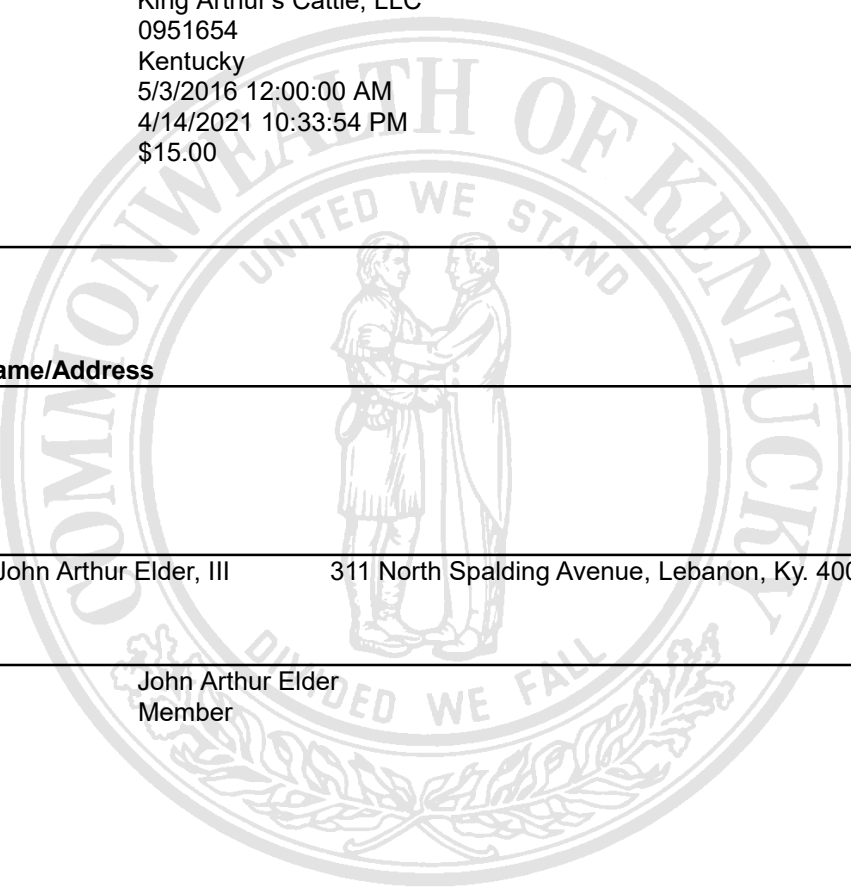 King Arthur's Cattle, LLC
0951654
Kentucky
5/3/2016 12:00:00 AM
4/14/2021 10:33:54 PM
$15.00
COMMONWEALTH OF KENTUCKY
UNITED WE STAND
ame/Address
John Arthur Elder, III 311 North Spalding Avenue, Lebanon, Ky. 400
DIVIDED WE FALL
John Arthur Elder
Member